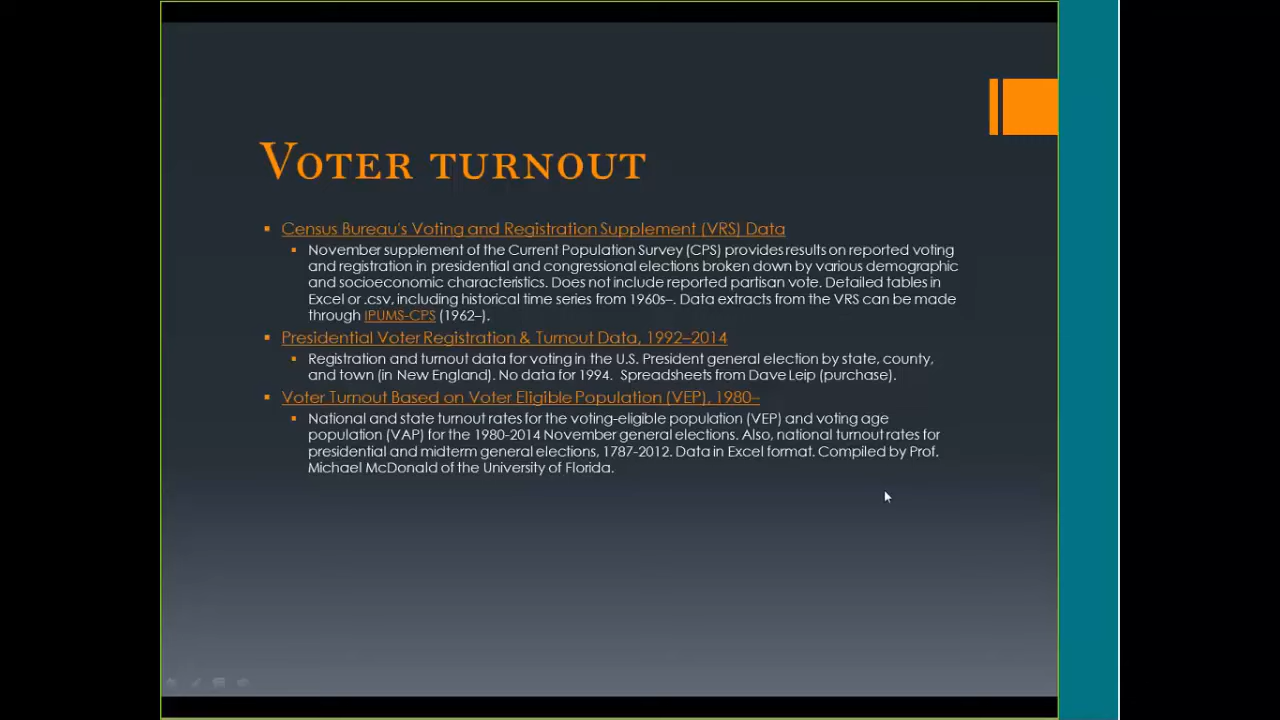 Voter turnout
Census Bureau's Voting and Registration Supplement (VRS) Data
November supplement of the Current Population Survey (CPS) provides results on reported voting
and registration in presidential and congressional elections broken down by various demographic
and socioeconomic characteristics. Does not include reported partisan vote. Detailed tables in
Excel or .csv, including historical time series from 1960s–. Data extracts from the VRS can be made
through IPUMS-CPS (1962–).
Presidential Voter Registration & Turnout Data, 1992–2014
Registration and turnout data for voting in the U.S. President general election by state, county,
and town (in New England). No data for 1994.  Spreadsheets from Dave Leip (purchase).
Voter Turnout Based on Voter Eligible Population (VEP), 1980–
National and state turnout rates for the voting-eligible population (VEP) and voting age
population (VAP) for the 1980-2014 November general elections. Also, national turnout rates for
presidential and midterm general elections, 1787-2012. Data in Excel format. Compiled by Prof.
Michael McDonald of the University of Florida.